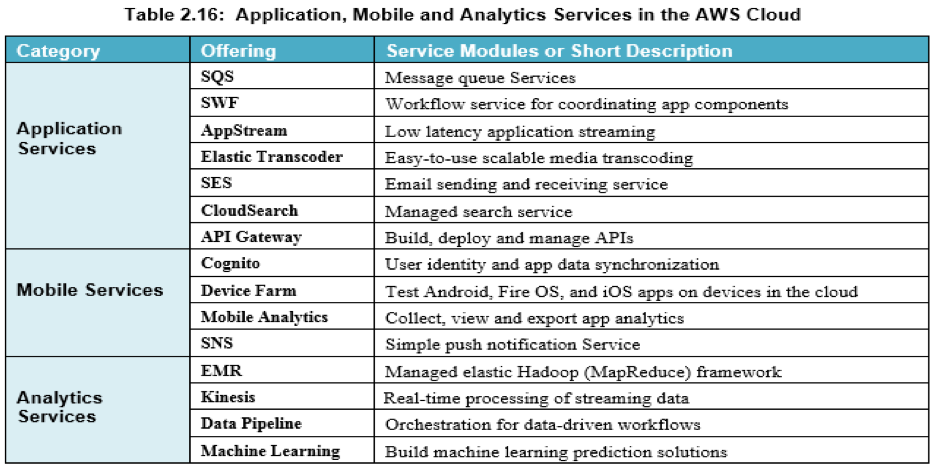 Table 2.16: Application, Mobile and Analytics Services in the AWS Cloud
Category Offering Service Modules or Short Description
Application Services
SQS Message queue Services
SWF Workflow service for coordinating app components
AppStream Low latency application streaming
Elastic Transcoder Easy-to-use scalable media transcoding
SES Email sending and receiving service
CloudSearch Managed search service
API Gateway Build, deploy and manage APIs
Mobile Services
Cognito User identity and app data synchronization
Device Farm Test Android, Fire OS, and iOS apps on devices in the cloud
Mobile Analytics Collect, view and export app analytics
SNS Simple push notification Service
Analytics Services
EMR Managed elastic Hadoop (MapReduce) framework
Kinesis Real-time processing of streaming data
Data Pipeline Orchestration for data-driven workflows
Machine Learning Build machine learning prediction solutions